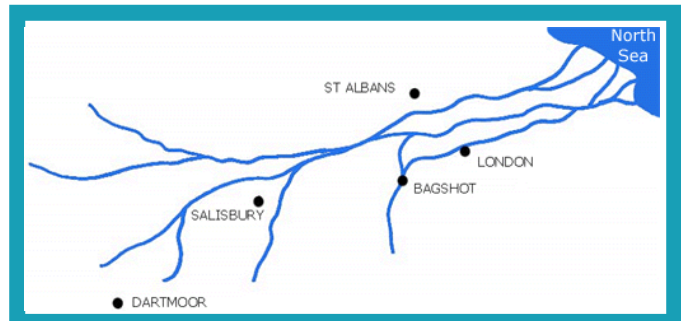 North
Sea
ST ALBANS
LONDON
BAGSHOT
SALISBURY
DARTMOOR